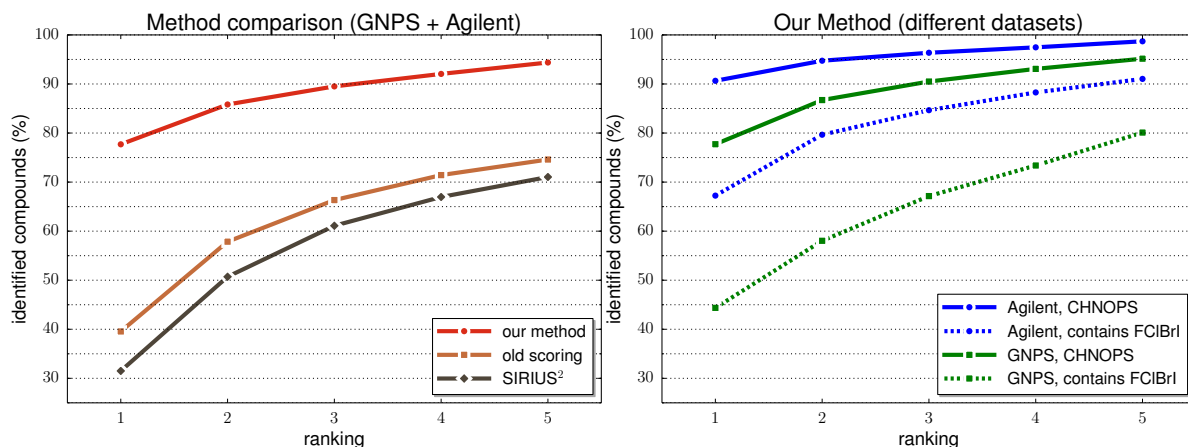 Method comparison (GNPS + Agilent)
100
90
80
70
60
50
40
30
identified compounds (%)
1 2 3 4 5
ranking
our method
old scoring
SIRIUS²
Our Method (different datasets)
100
90
80
70
60
50
40
30
identified compounds (%)
1 2 3 4 5
ranking
Agilent, CHNOPS
Agilent, contains FClBrI
GNPS, CHNOPS
GNPS, contains FClBrI